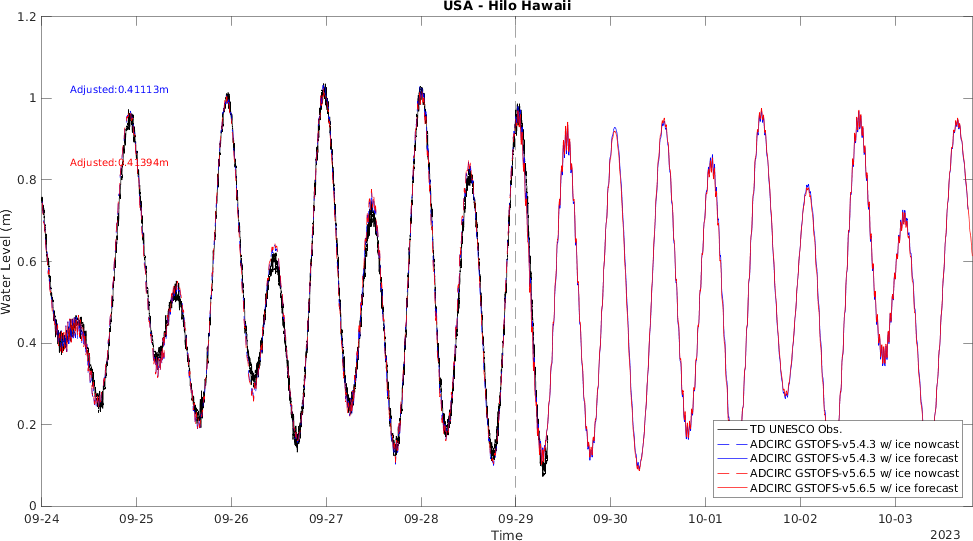 USA - Hilo Hawaii
1.2
1
0.8
0.6
0.4
0.2
0
Water Level (m)
Adjusted:0.41113m
Adjusted:0.41394m
TD UNESCO Obs.
ADCIRC GSTOFS-v5.4.3 w/ ice nowcast
ADCIRC GSTOFS-v5.4.3 w/ ice forecast
ADCIRC GSTOFS-v5.6.5 w/ ice nowcast
ADCIRC GSTOFS-v5.6.5 w/ ice forecast
09-24 09-25 09-26 09-27 09-28 09-29 09-30 10-01 10-02 10-03
Time
2023